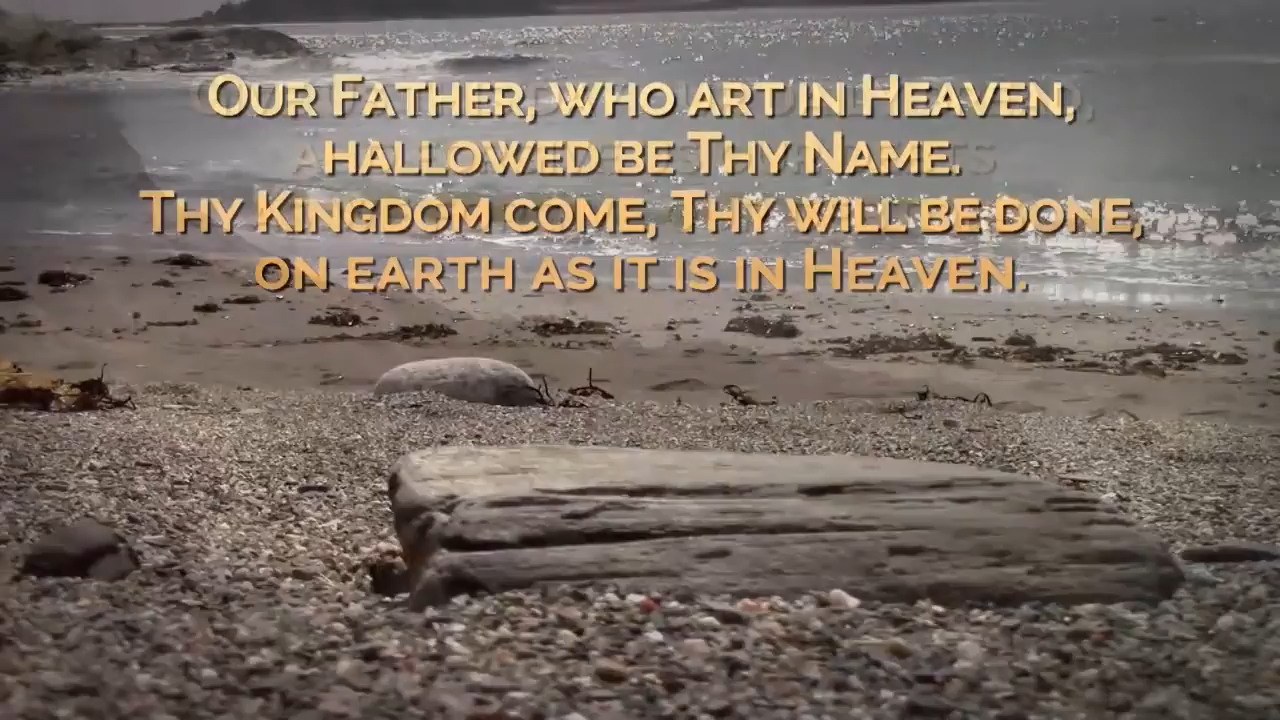 Our Father, who art in Heaven,
hallowed be Thy Name.
Thy Kingdom come, Thy will be done,
on earth as it is in Heaven.